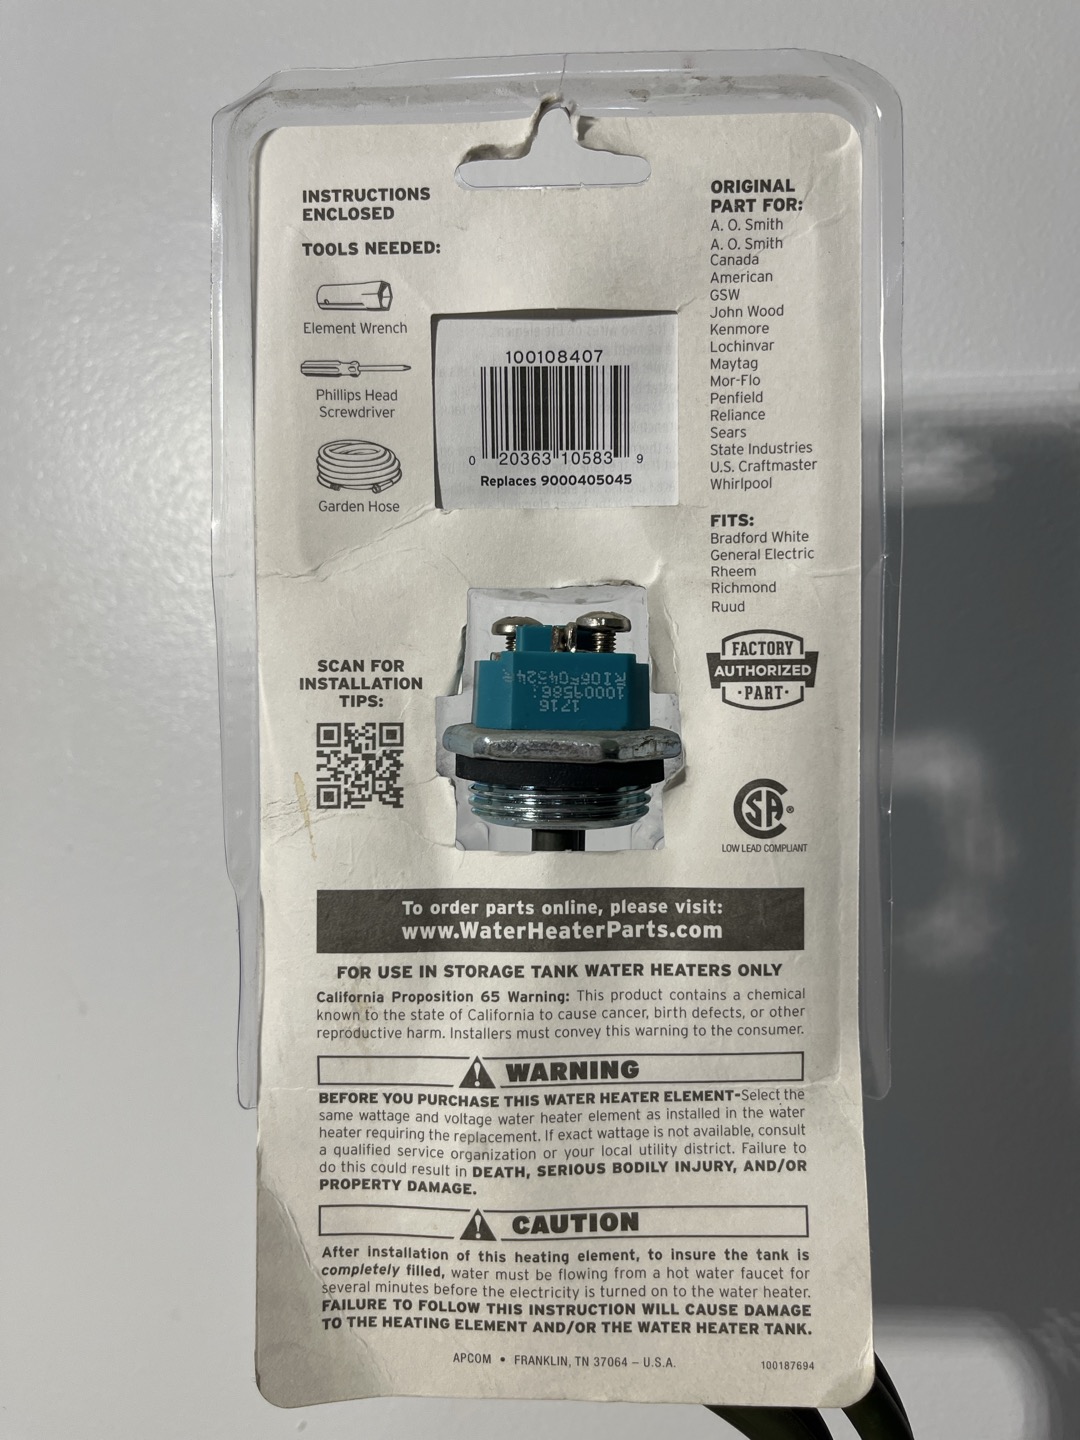 INSTRUCTIONS
ENCLOSED
TOOLS NEEDED:
Element Wrench
Phillips Head
Screwdriver
Garden Hose
100108407
0 20363 10583 9
Replaces 9000405045
ORIGINAL
PART FOR:
A. O. Smith
A. O. Smith
Canada
American
GSW
John Wood
Kenmore
Lochinvar
Maytag
Mor-Flo
Penfield
Reliance
Sears
State Industries
U.S. Craftmaster
Whirlpool
FITS:
Bradford White
General Electric
Rheem
Richmond
Ruud
FACTORY
AUTHORIZED
· PART ·
SCAN FOR
INSTALLATION
TIPS:
1716
CSA ®
LOW LEAD COMPLIANT
To order parts online, please visit:
www.WaterHeaterParts.com
FOR USE IN STORAGE TANK WATER HEATERS ONLY
California Proposition 65 Warning: This product contains a chemical
known to the state of California to cause cancer, birth defects, or other
reproductive harm. Installers must convey this warning to the consumer.
WARNING
BEFORE YOU PURCHASE THIS WATER HEATER ELEMENT-Select the
same wattage and voltage water heater element as installed in the water
heater requiring the replacement. If exact wattage is not available, consult
a qualified service organization or your local utility district. Failure to
do this could result in DEATH, SERIOUS BODILY INJURY, AND/OR
PROPERTY DAMAGE.
CAUTION
After installation of this heating element, to insure the tank is
completely filled, water must be flowing from a hot water faucet for
several minutes before the electricity is turned on to the water heater.
FAILURE TO FOLLOW THIS INSTRUCTION WILL CAUSE DAMAGE
TO THE HEATING ELEMENT AND/OR THE WATER HEATER TANK.
APCOM • FRANKLIN, TN 37064 – U.S.A.
100187694